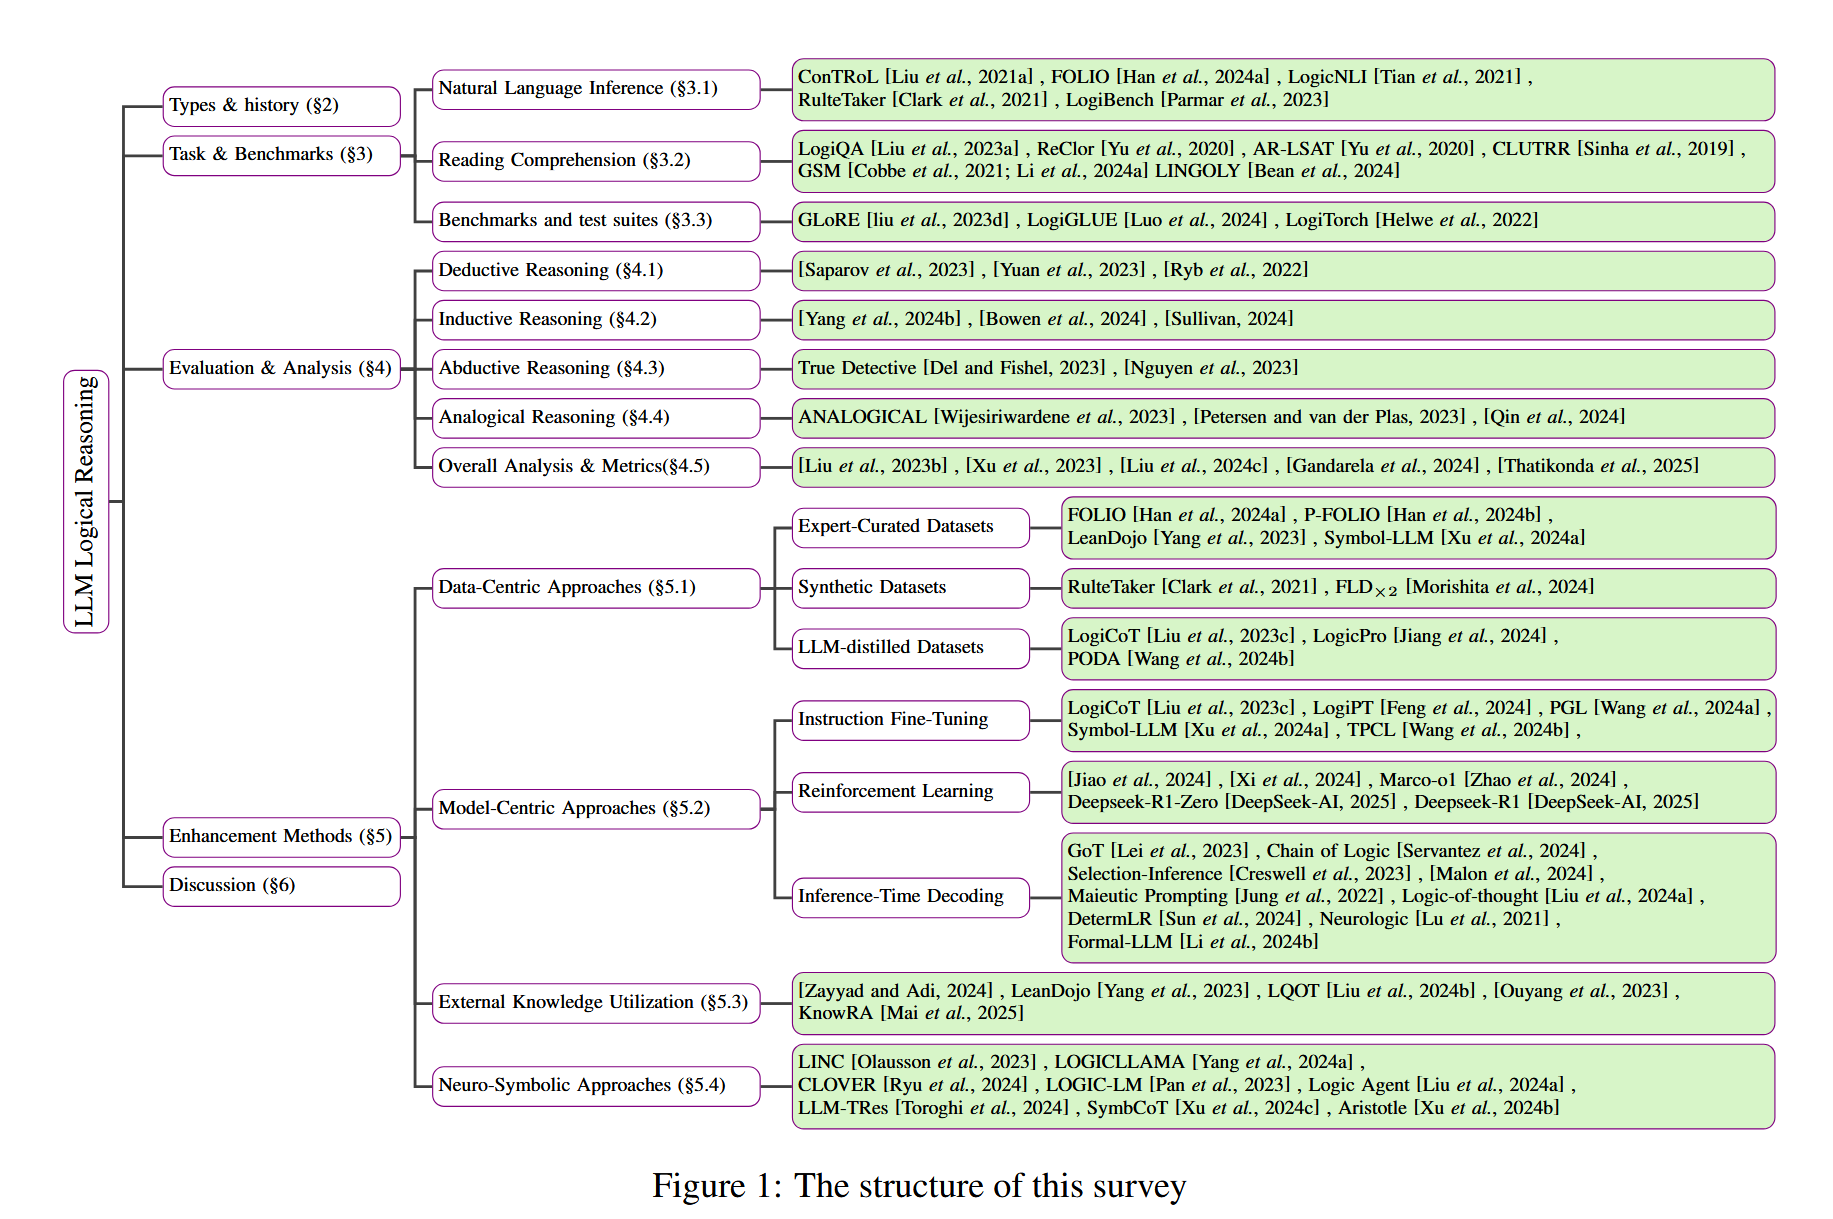 LLM Logical Reasoning
Types & history (§2)
Task & Benchmarks (§3)
Natural Language Inference (§3.1)
ConTRoL [Liu et al., 2021a] , FOLIO [Han et al., 2024a] , LogicNLI [Tian et al., 2021] ,
RulteTaker [Clark et al., 2021] , LogiBench [Parmar et al., 2023]
Reading Comprehension (§3.2)
LogiQA [Liu et al., 2023a] , ReClor [Yu et al., 2020] , AR-LSAT [Yu et al., 2020] , CLUTRR [Sinha et al., 2019] ,
GSM [Cobbe et al., 2021; Li et al., 2024a] LINGOLY [Bean et al., 2024]
Benchmarks and test suites (§3.3)
GLoRE [liu et al., 2023d] , LogiGLUE [Luo et al., 2024] , LogiTorch [Helwe et al., 2022]
Evaluation & Analysis (§4)
Deductive Reasoning (§4.1)
[Saparov et al., 2023] , [Yuan et al., 2023] , [Ryb et al., 2022]
Inductive Reasoning (§4.2)
[Yang et al., 2024b] , [Bowen et al., 2024] , [Sullivan, 2024]
Abductive Reasoning (§4.3)
True Detective [Del and Fishel, 2023] , [Nguyen et al., 2023]
Analogical Reasoning (§4.4)
ANALOGICAL [Wijesiriwardene et al., 2023] , [Petersen and van der Plas, 2023] , [Qin et al., 2024]
Overall Analysis & Metrics(§4.5)
[Liu et al., 2023b] , [Xu et al., 2023] , [Liu et al., 2024c] , [Gandarela et al., 2024] , [Thatikonda et al., 2025]
Enhancement Methods (§5)
Data-Centric Approaches (§5.1)
Expert-Curated Datasets
FOLIO [Han et al., 2024a] , P-FOLIO [Han et al., 2024b] ,
LeanDojo [Yang et al., 2023] , Symbol-LLM [Xu et al., 2024a]
Synthetic Datasets
RulteTaker [Clark et al., 2021] , FLD×2 [Morishita et al., 2024]
LLM-distilled Datasets
LogiCoT [Liu et al., 2023c] , LogicPro [Jiang et al., 2024] ,
PODA [Wang et al., 2024b]
Model-Centric Approaches (§5.2)
Instruction Fine-Tuning
LogiCoT [Liu et al., 2023c] , LogiPT [Feng et al., 2024] , PGL [Wang et al., 2024a] ,
Symbol-LLM [Xu et al., 2024a] , TPCL [Wang et al., 2024b] ,
Reinforcement Learning
[Jiao et al., 2024] , [Xi et al., 2024] , Marco-o1 [Zhao et al., 2024] ,
Deepseek-R1-Zero [DeepSeek-AI, 2025] , Deepseek-R1 [DeepSeek-AI, 2025]
Inference-Time Decoding
GoT [Lei et al., 2023] , Chain of Logic [Servantez et al., 2024] ,
Selection-Inference [Creswell et al., 2023] , [Malon et al., 2024] ,
Maieutic Prompting [Jung et al., 2022] , Logic-of-thought [Liu et al., 2024a] ,
DetermLR [Sun et al., 2024] , Neurologic [Lu et al., 2021] ,
Formal-LLM [Li et al., 2024b]
External Knowledge Utilization (§5.3)
[Zayyad and Adi, 2024] , LeanDojo [Yang et al., 2023] , LQOT [Liu et al., 2024b] , [Ouyang et al., 2023] ,
KnowRA [Mai et al., 2025]
Neuro-Symbolic Approaches (§5.4)
LINC [Olausson et al., 2023] , LOGICLLAMA [Yang et al., 2024a] ,
CLOVER [Ryu et al., 2024] , LOGIC-LM [Pan et al., 2023] , Logic Agent [Liu et al., 2024a] ,
LLM-TRes [Toroghi et al., 2024] , SymbCoT [Xu et al., 2024c] , Aristotle [Xu et al., 2024b]
Discussion (§6)
Figure 1: The structure of this survey